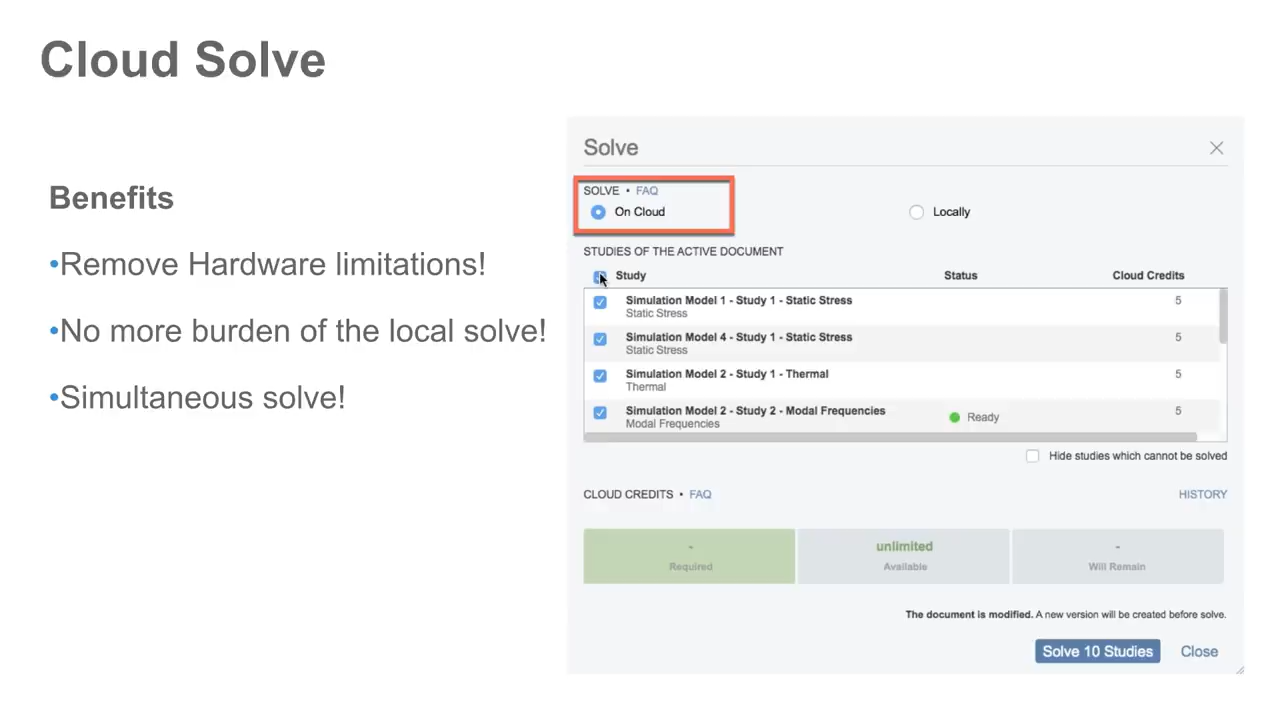 Cloud Solve
Benefits
•Remove Hardware limitations!
•No more burden of the local solve!
•Simultaneous solve!
Solve
SOLVE • FAQ
On Cloud
Locally
STUDIES OF THE ACTIVE DOCUMENT
Study Status Cloud Credits
Simulation Model 1 - Study 1 - Static Stress 5
Static Stress
Simulation Model 4 - Study 1 - Static Stress 5
Static Stress
Simulation Model 2 - Study 1 - Thermal 5
Thermal
Simulation Model 2 - Study 2 - Modal Frequencies Ready 5
Modal Frequencies
Hide studies which cannot be solved
CLOUD CREDITS • FAQ HISTORY
- unlimited -
Required Available Will Remain
The document is modified. A new version will be created before solve.
Solve 10 Studies Close